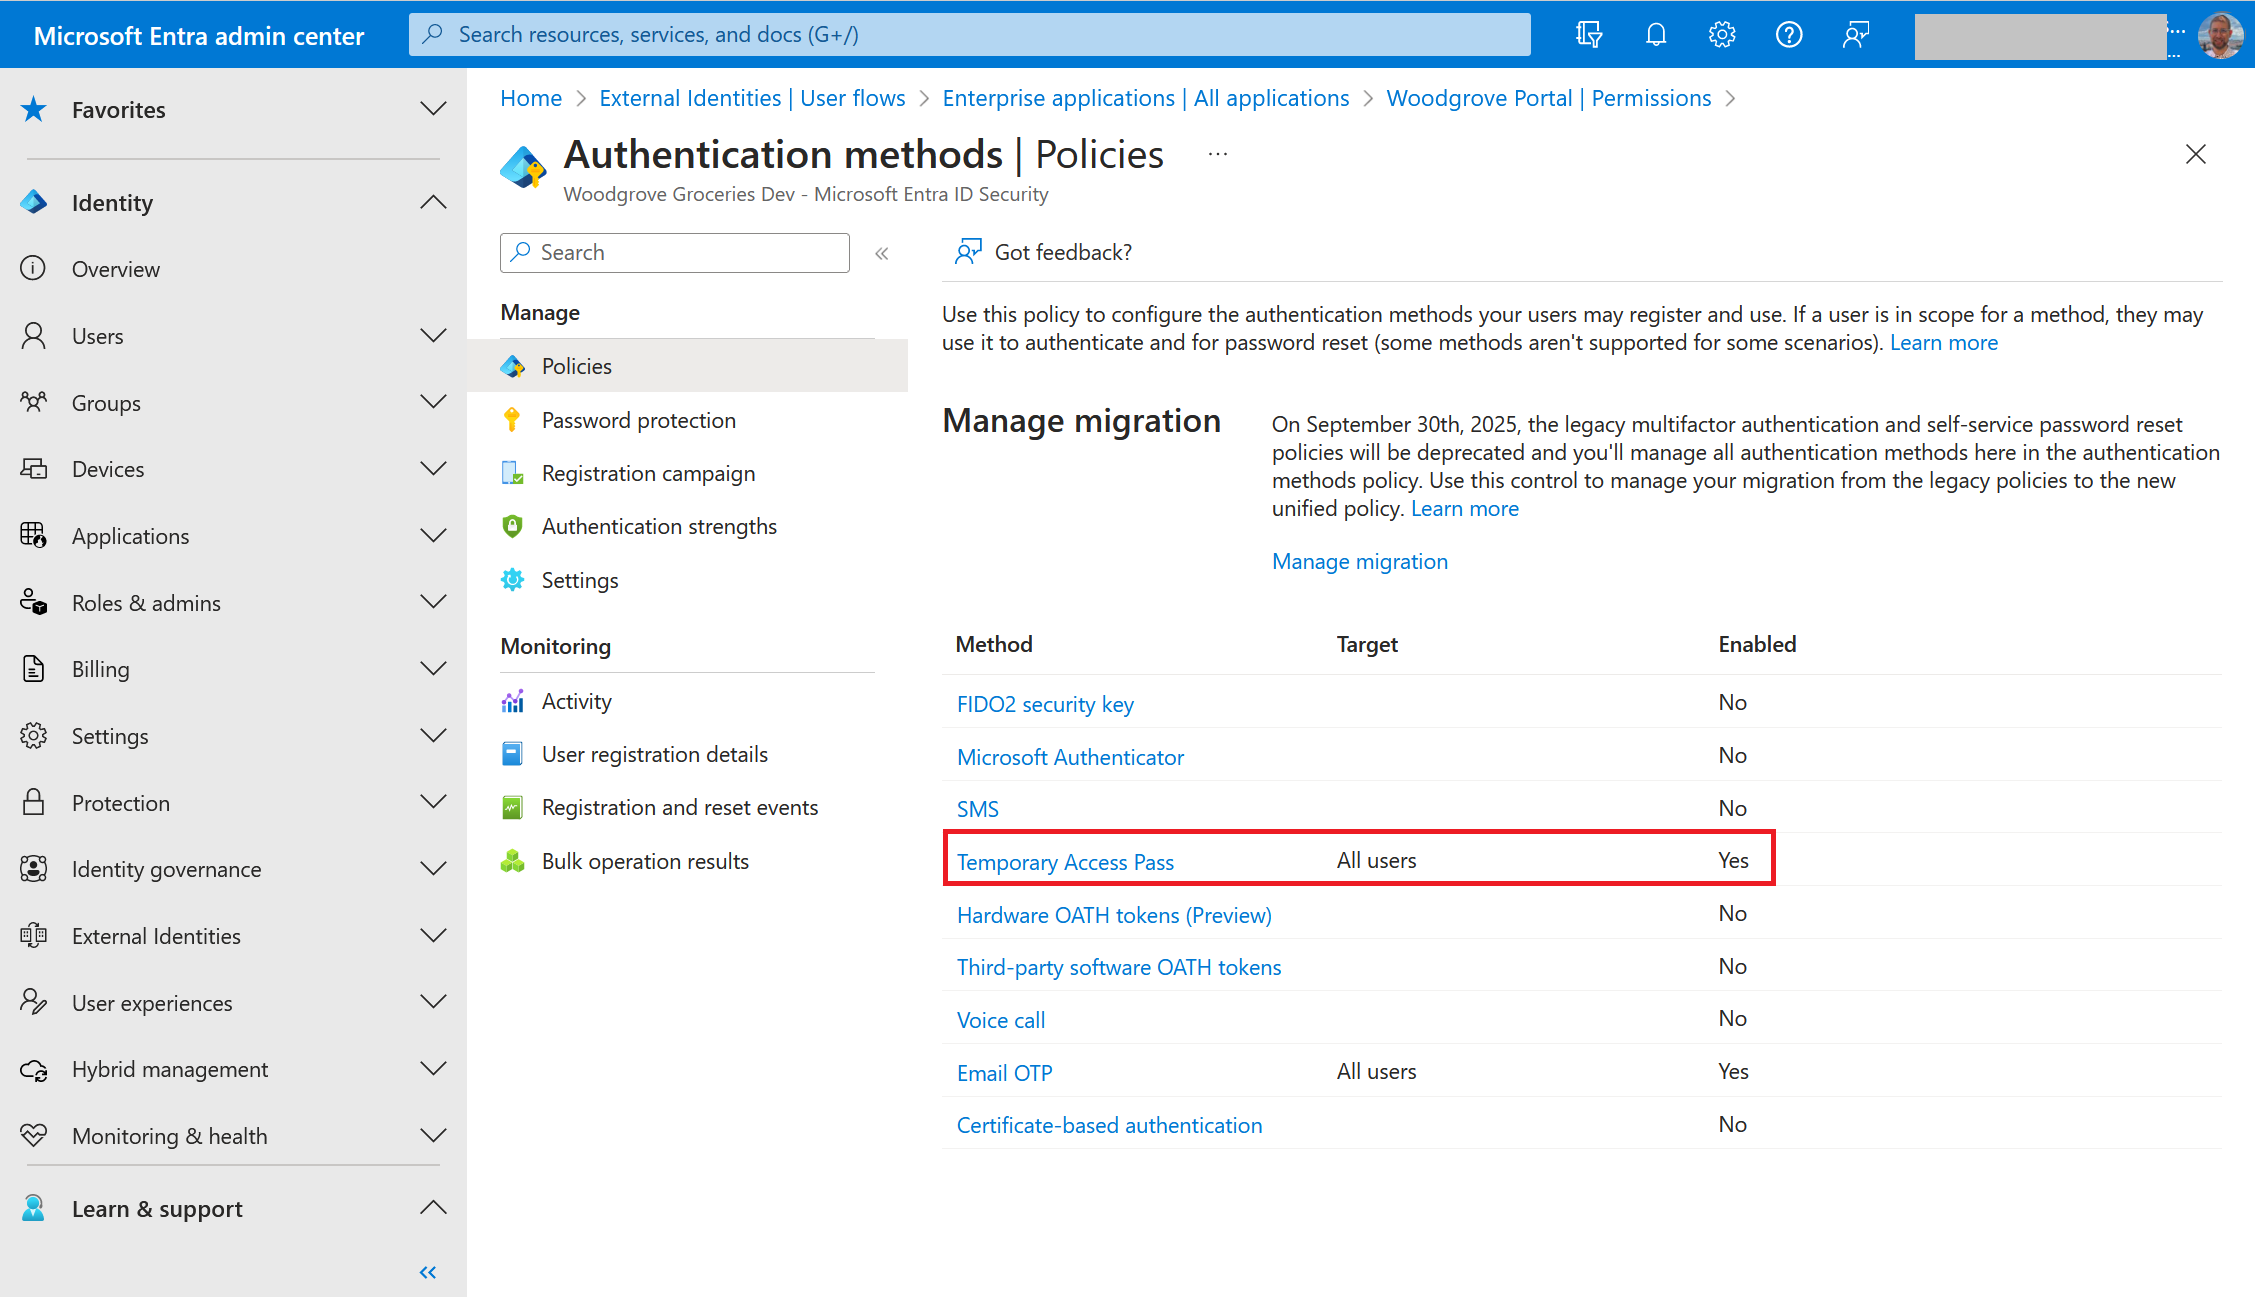 Microsoft Entra admin center
Search resources, services, and docs (G+/)
Favorites
Identity
Overview
Users
Groups
Devices
Applications
Roles & admins
Billing
Settings
Protection
Identity governance
External Identities
User experiences
Hybrid management
Monitoring & health
Learn & support
Home > External Identities | User flows > Enterprise applications | All applications > Woodgrove Portal | Permissions >
Authentication methods | Policies ...
Woodgrove Groceries Dev - Microsoft Entra ID Security
Search
Manage
Policies
Password protection
Registration campaign
Authentication strengths
Settings
Monitoring
Activity
User registration details
Registration and reset events
Bulk operation results
Got feedback?
Use this policy to configure the authentication methods your users may register and use. If a user is in scope for a method, they may
use it to authenticate and for password reset (some methods aren't supported for some scenarios). Learn more
Manage migration
On September 30th, 2025, the legacy multifactor authentication and self-service password reset
policies will be deprecated and you'll manage all authentication methods here in the authentication
methods policy. Use this control to manage your migration from the legacy policies to the new
unified policy. Learn more
Manage migration
Method Target Enabled
FIDO2 security key No
Microsoft Authenticator No
SMS No
Temporary Access Pass All users Yes
Hardware OATH tokens (Preview) No
Third-party software OATH tokens No
Voice call No
Email OTP All users Yes
Certificate-based authentication No